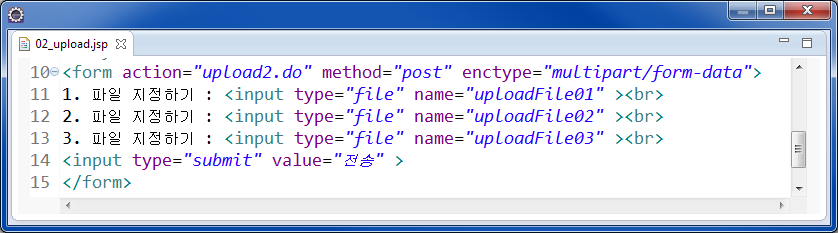 02_upload.jsp
10 <form action="upload2.do" method="post" enctype="multipart/form-data">
11 1. 파일 지정하기 : <input type="file" name="uploadFile01" ><br>
12 2. 파일 지정하기 : <input type="file" name="uploadFile02" ><br>
13 3. 파일 지정하기 : <input type="file" name="uploadFile03" ><br>
14 <input type="submit" value="전송" >
15 </form>